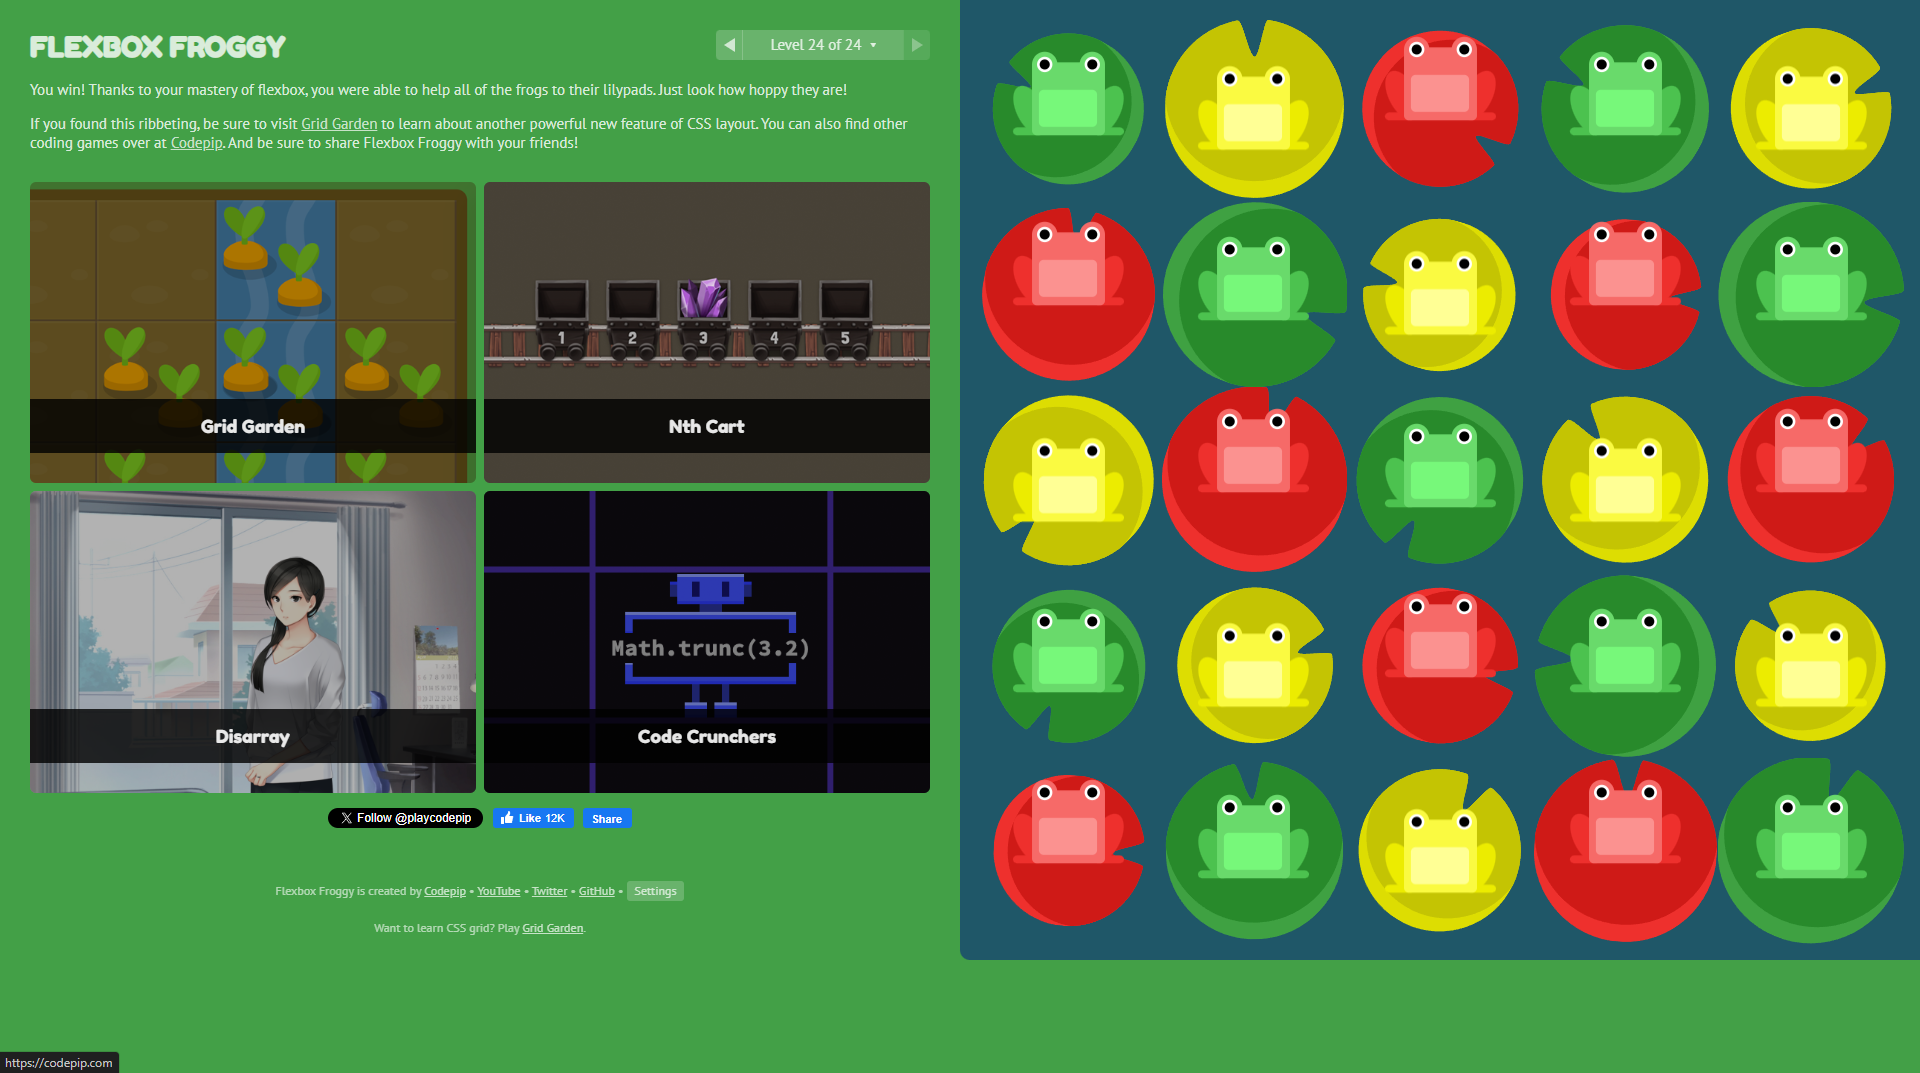 FLEXBOX FROGGY
Level 24 of 24
You win! Thanks to your mastery of flexbox, you were able to help all of the frogs to their lilypads. Just look how hoppy they are!
If you found this ribbeting, be sure to visit Grid Garden to learn about another powerful new feature of CSS layout. You can also find other
coding games over at Codepip. And be sure to share Flexbox Froggy with your friends!
1 2 3 4 5
Grid Garden
Nth Cart
Math.trunc(3.2)
Disarray
Code Crunchers
Follow @playcodepip
Like 12K
Share
Flexbox Froggy is created by Codepip • YouTube • Twitter • GitHub • Settings
Want to learn CSS grid? Play Grid Garden.
https://codepip.com